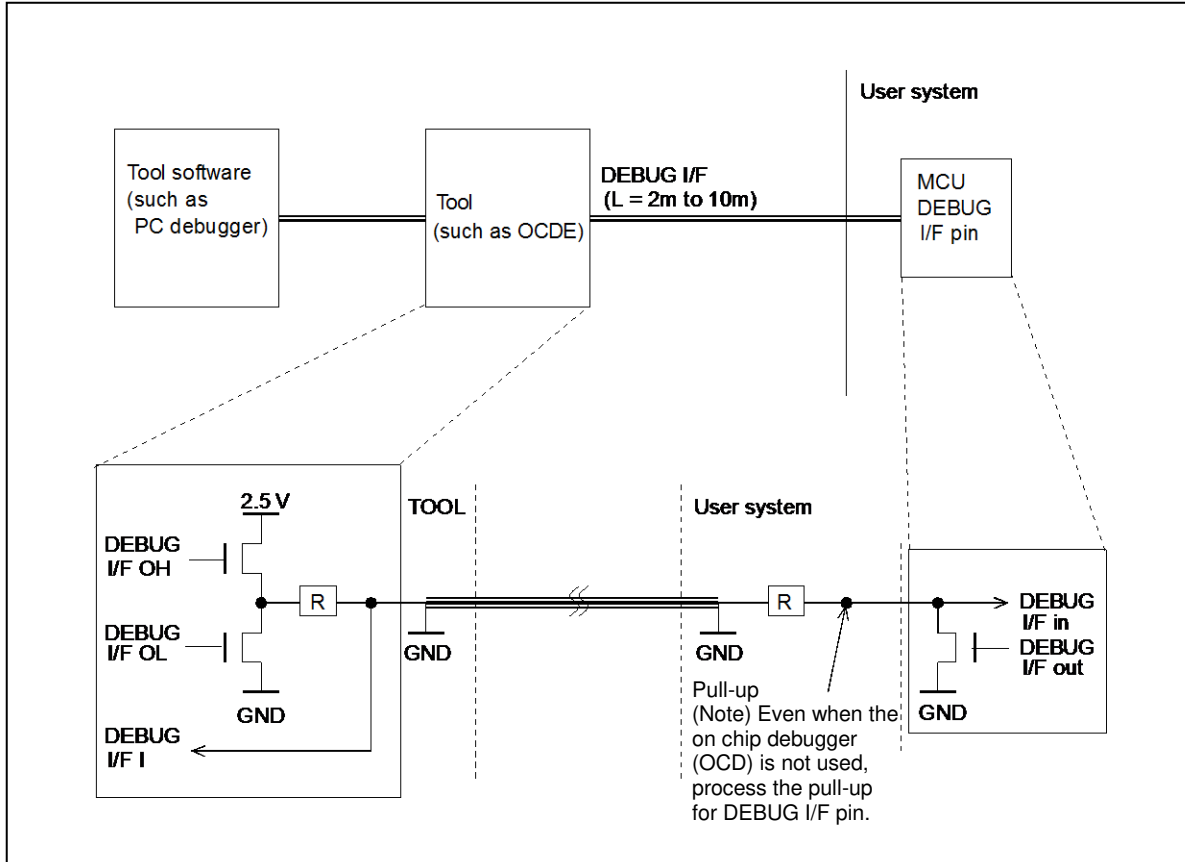 User system
Tool software
(such as
PC debugger)
Tool
(such as OCDE)
DEBUG I/F
(L = 2m to 10m)
MCU
DEBUG
I/F pin
2.5 V
TOOL
User system
DEBUG
I/F OH
R
R
DEBUG
I/F in
DEBUG
I/F OL
GND
GND
DEBUG
I/F out
GND
GND
DEBUG
I/F I
Pull-up
(Note) Even when the
on chip debugger
(OCD) is not used,
process the pull-up
for DEBUG I/F pin.